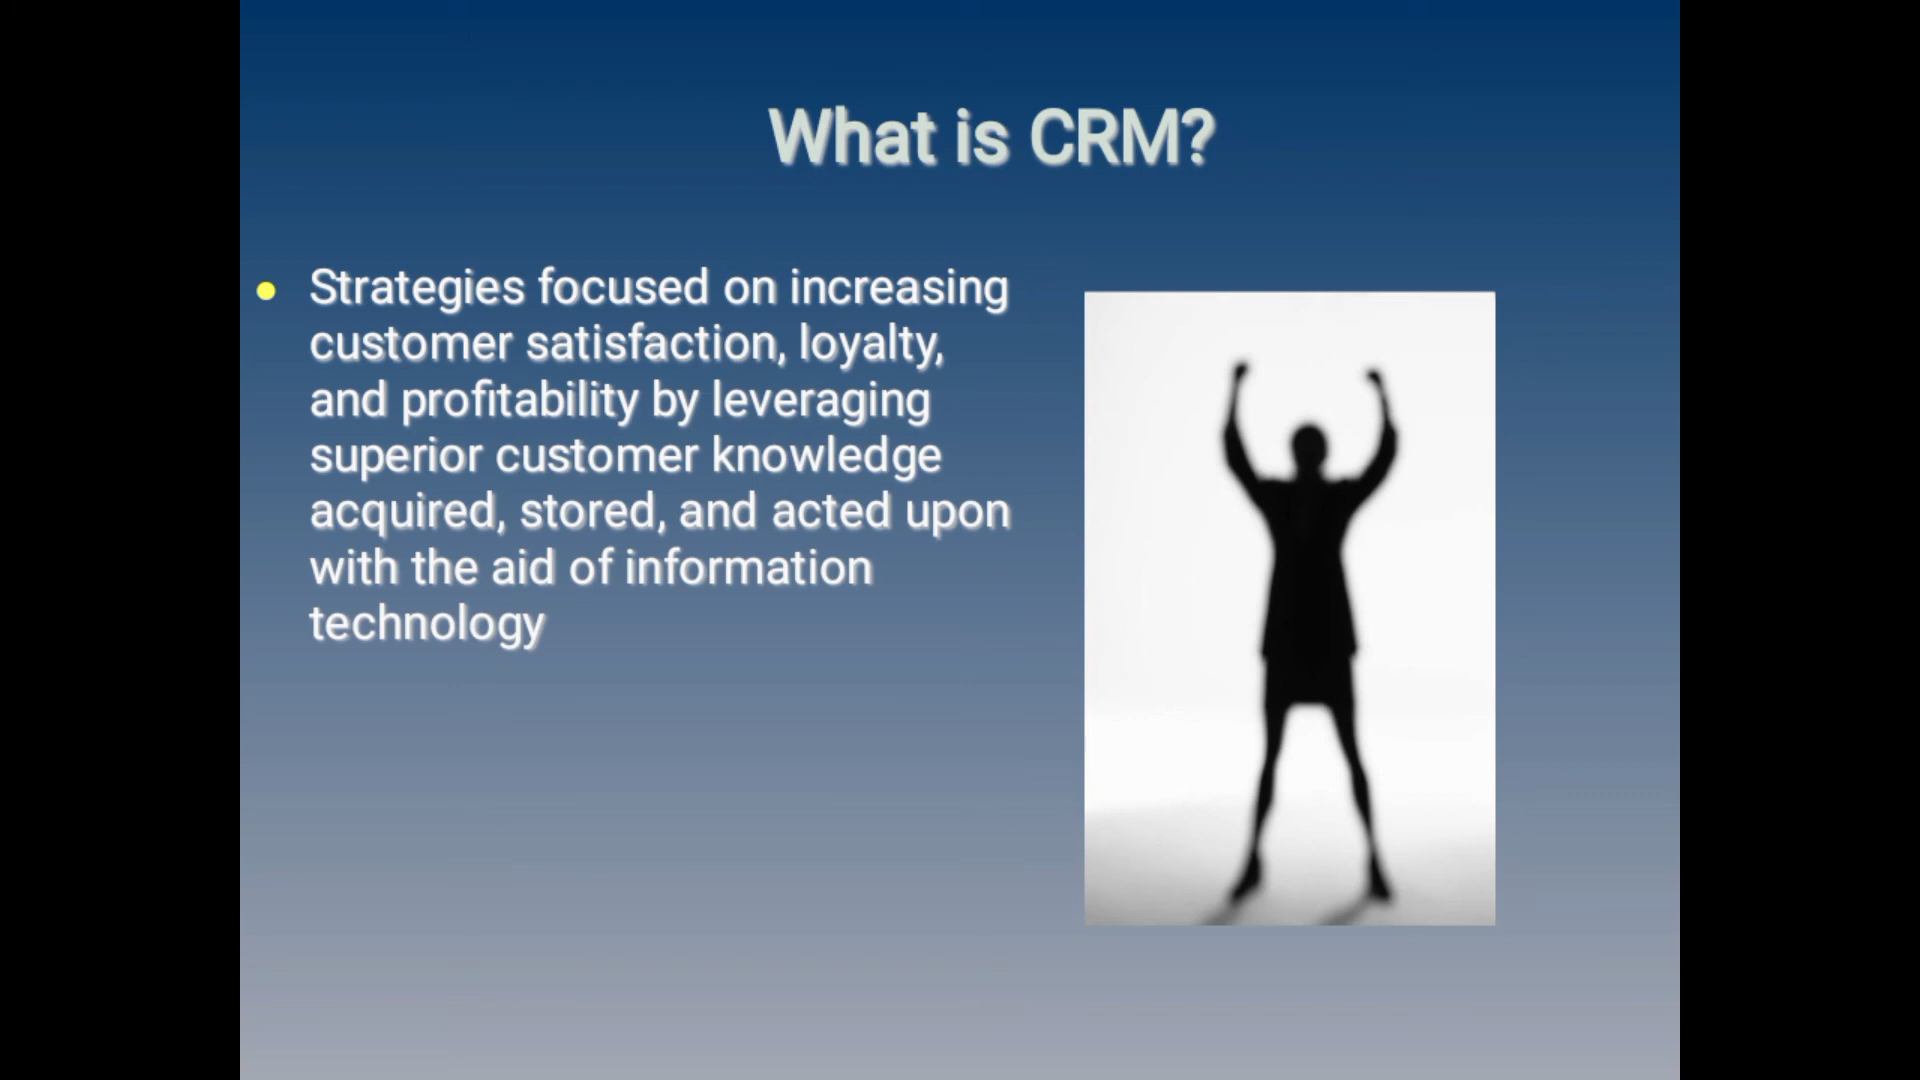 What is CRM?
Strategies focused on increasing
customer satisfaction, loyalty,
and profitability by leveraging
superior customer knowledge
acquired, stored, and acted upon
with the aid of information
technology